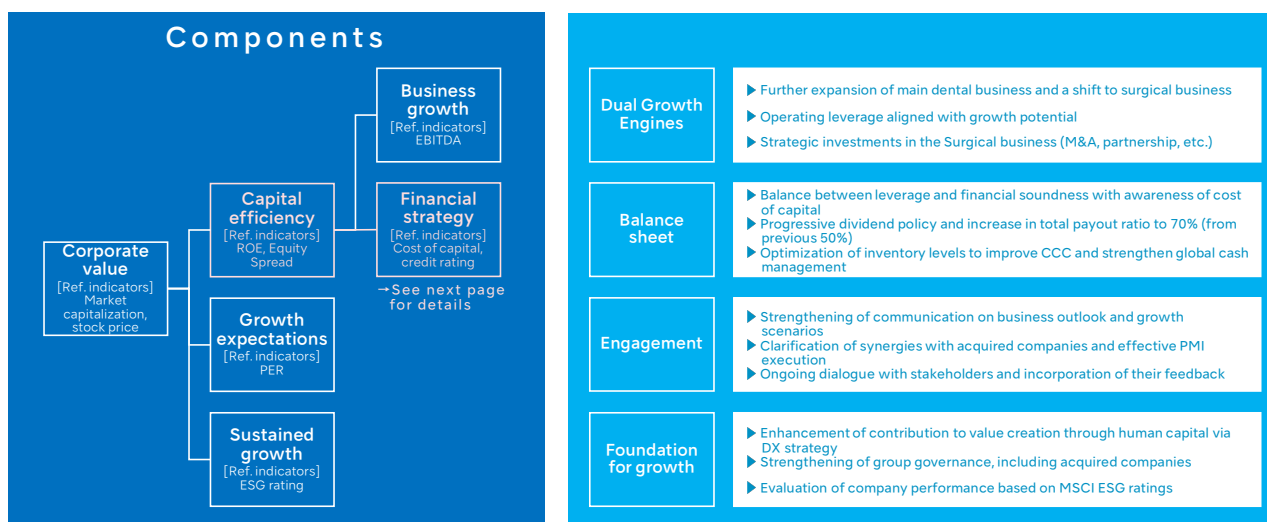 Components
Corporate
value
[Ref. indicators]
Market
capitalization,
stock price
Capital
efficiency
[Ref. indicators]
ROE, Equity
Spread
Growth
expectations
[Ref. indicators]
PER
Sustained
growth
[Ref. indicators]
ESG rating
Business
growth
[Ref. indicators]
EBITDA
Financial
strategy
[Ref. indicators]
Cost of capital,
credit rating
→See next page
for details
Dual Growth
Engines
▶Further expansion of main dental business and a shift to surgical business
▶Operating leverage aligned with growth potential
▶Strategic investments in the Surgical business (M&A, partnership, etc.)
Balance
sheet
▶Balance between leverage and financial soundness with awareness of cost
of capital
▶Progressive dividend policy and increase in total payout ratio to 70% (from
previous 50%)
▶Optimization of inventory levels to improve CCC and strengthen global cash
management
Engagement
▶Strengthening of communication on business outlook and growth
scenarios
▶Clarification of synergies with acquired companies and effective PMI
execution
▶Ongoing dialogue with stakeholders and incorporation of their feedback
Foundation
for growth
▶Enhancement of contribution to value creation through human capital via
DX strategy
▶Strengthening of group governance, including acquired companies
▶Evaluation of company performance based on MSCI ESG ratings